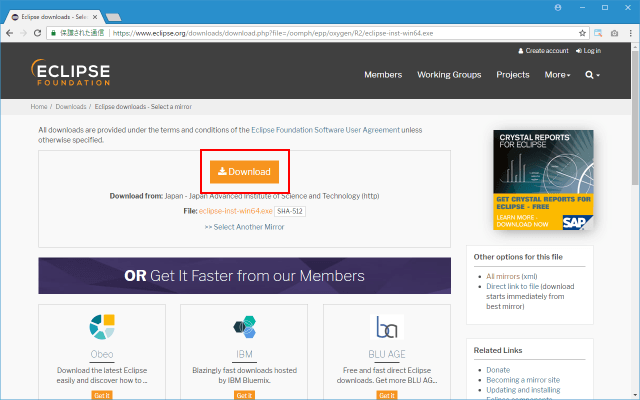 Eclipse downloads - Selec
保護された通信
https://www.eclipse.org/downloads/download.php?file=/oomph/epp/oxygen/R2/eclipse-inst-win64.exe
Create account
Log in
ECLIPSE
FOUNDATION
Members
Working Groups
Projects
More
Home / Downloads / Eclipse downloads - Select a mirror
All downloads are provided under the terms and conditions of the Eclipse Foundation Software User Agreement unless
otherwise specified.
Download
Download from: Japan - Japan Advanced Institute of Science and Technology (http)
File: eclipse-inst-win64.exe SHA-512
>> Select Another Mirror
OR Get It Faster from our Members
Obeo
Download the latest Eclipse
easily and discover how to ...
Get it
IBM
Blazingly fast downloads hosted
by IBM Bluemix.
Get it
ba
BLU AGE
Free and fast direct Eclipse
downloads. Get more BLU AG...
Get it
CRYSTAL REPORTS
FOR ECLIPSE
GET CRYSTAL REPORTS FOR
ECLIPSE - FREE
LEARN MORE -
DOWNLOAD NOW
SAP
Other options for this file
All mirrors (xml)
Direct link to file (download
starts immediately from
best mirror)
Related Links
Donate
Becoming a mirror site
Updating and installing
Eclipse components